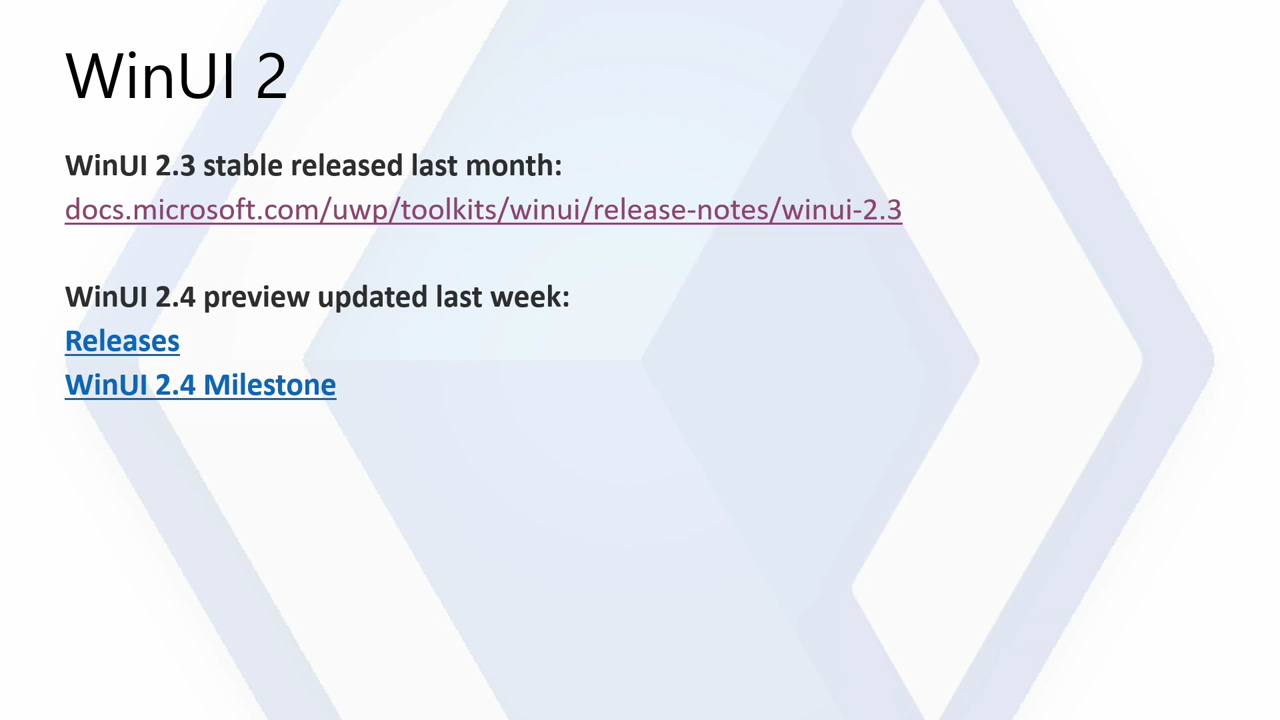 WinUI 2
WinUI 2.3 stable released last month:
docs.microsoft.com/uwp/toolkits/winui/release-notes/winui-2.3
WinUI 2.4 preview updated last week:
Releases
WinUI 2.4 Milestone